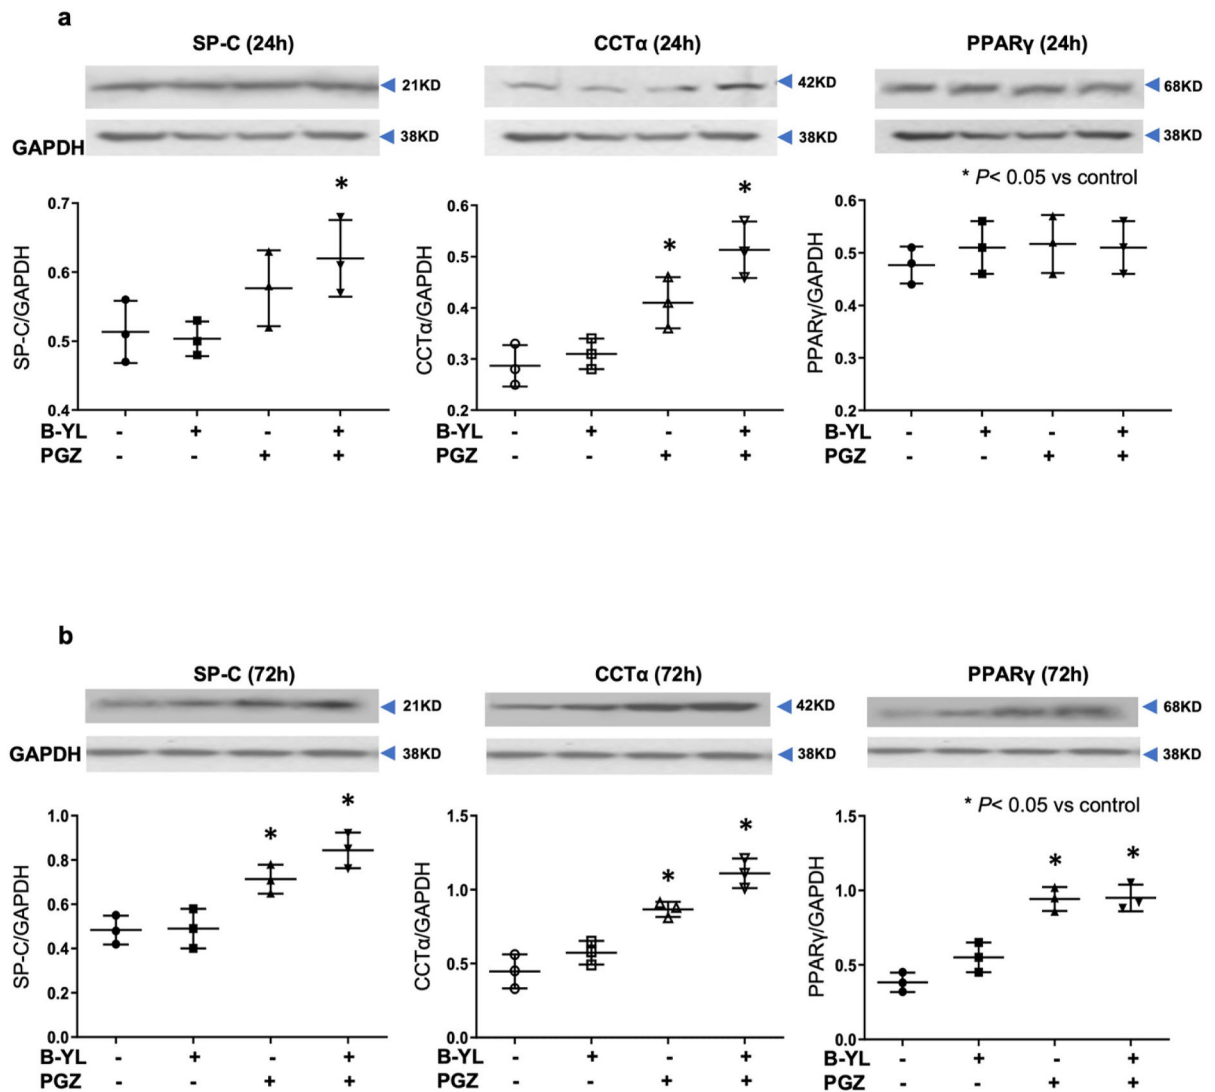 a
SP-C (24h) CCTα (24h) PPARγ (24h)
21KD 42KD 68KD
GAPDH 38KD 38KD 38KD
* P< 0.05 vs control
* * *
0.7 0.6 0.6
0.6 0.5 0.5
0.5 0.4 0.4
0.4 0.3 0.3
0.2 0.2
SP-C/GAPDH CCTα/GAPDH PPARγ/GAPDH
B-YL - + - + B-YL - + - + B-YL - + - +
PGZ - - + + PGZ - - + + PGZ - - + +
b
SP-C (72h) CCTα (72h) PPARγ (72h)
21KD 42KD 68KD
GAPDH 38KD 38KD 38KD
* P< 0.05 vs control
* * * * * *
1.0 1.5 1.5
0.8 1.0 1.0
0.6 0.5 0.5
0.4 0.0 0.0
0.2
0.0
SP-C/GAPDH CCTα/GAPDH PPARγ/GAPDH
B-YL - + - + B-YL - + - + B-YL - + - +
PGZ - - + + PGZ - - + + PGZ - - + +